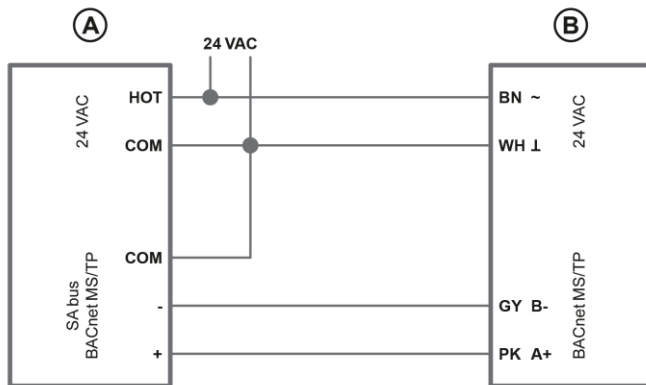 A
24 VAC
B
24 VAC
HOT
COM
SA bus
BACnet MS/TP
COM
-
+
BN ~
WH ⊥
24 VAC
GY B-
PK A+
BACnet MS/TP